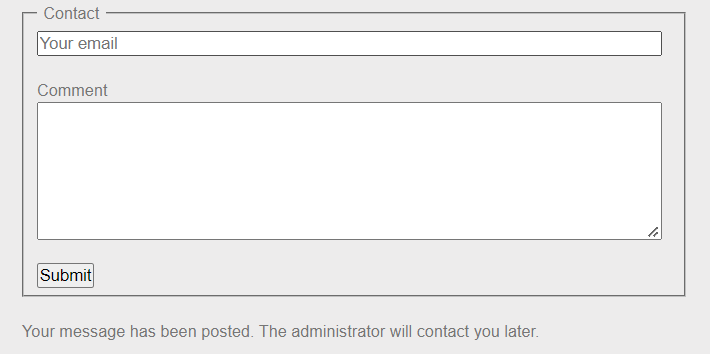 Contact
Your email
Comment
Submit
Your message has been posted. The administrator will contact you later.